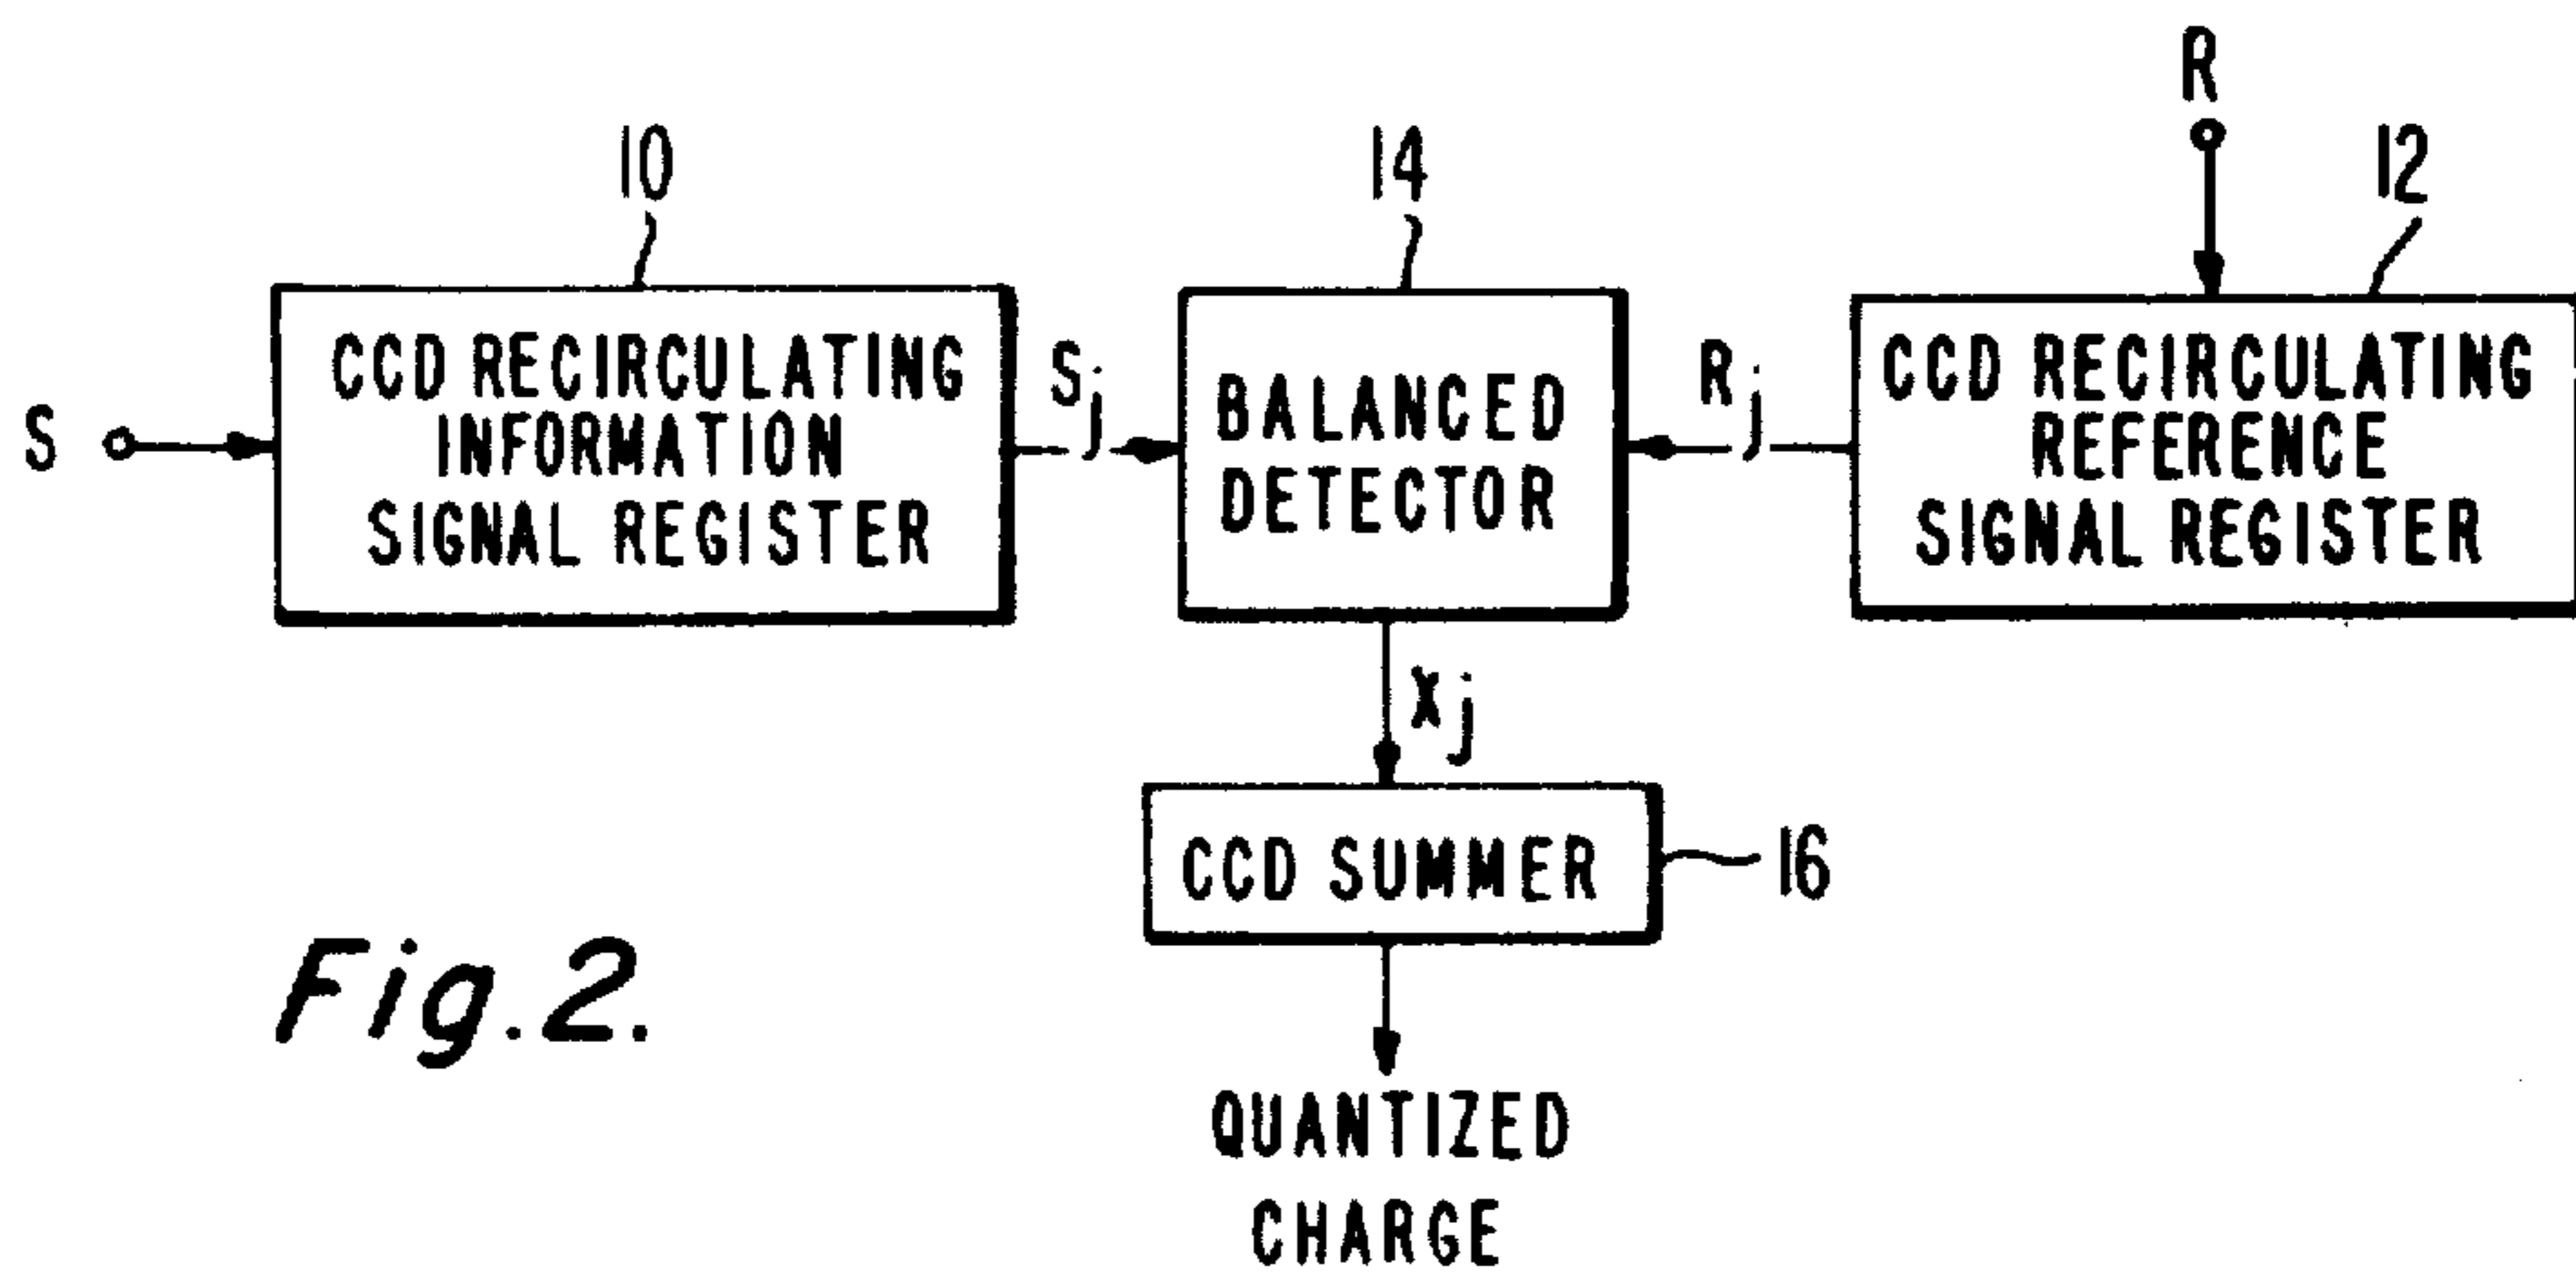 R
10
14
12
CCD RECIRCULATING
INFORMATION
SIGNAL REGISTER
S
Sj
BALANCED
DETECTOR
Rj
CCD RECIRCULATING
REFERENCE
SIGNAL REGISTER
Xj
CCD SUMMER
16
QUANTIZED
CHARGE
Fig.2.